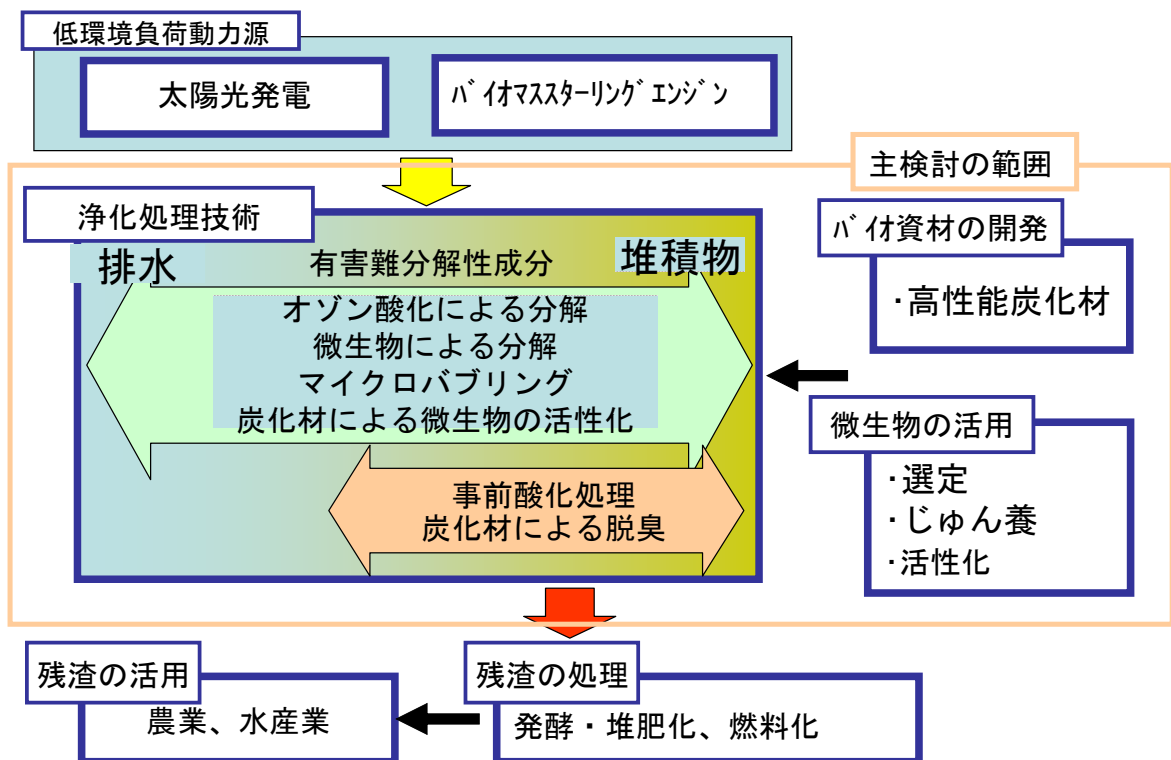 低環境負荷動力源
太陽光発電
ﾊﾞｲｵﾏｽｽﾀｰﾘﾝｸﾞｴﾝｼﾞﾝ
主検討の範囲
浄化処理技術
排水
有害難分解性成分
堆積物
オゾン酸化による分解
微生物による分解
マイクロバブリング
炭化材による微生物の活性化
事前酸化処理
炭化材による脱臭
ﾊﾞｲｵ資材の開発
・高性能炭化材
微生物の活用
・選定
・じゅん養
・活性化
残渣の活用
農業、水産業
残渣の処理
発酵・堆肥化、燃料化